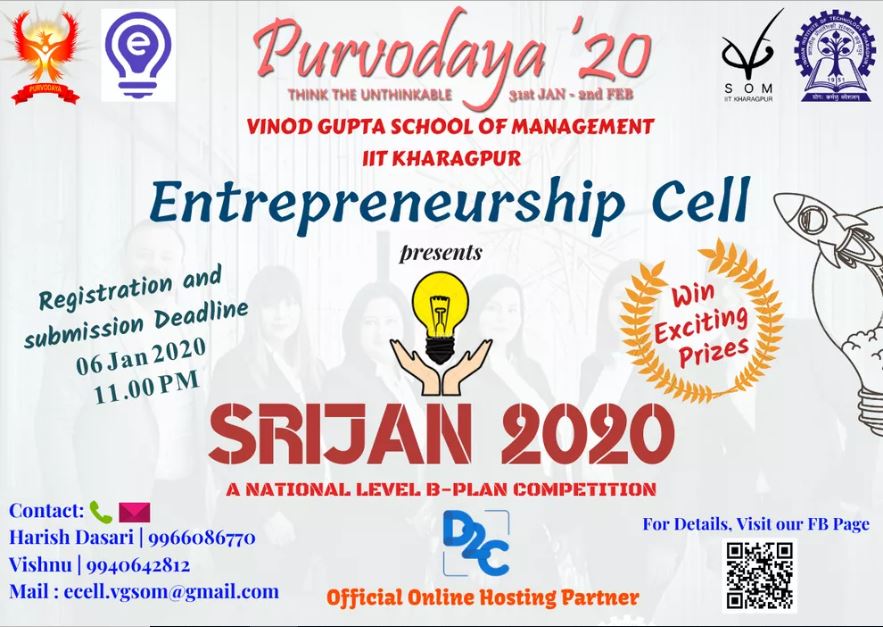 PURVODAYA
e
Purvodaya '20
THINK THE UNTHINKABLE
31st JAN - 2nd FEB
SOM
IIT KHARAGPUR
1951
VINOD GUPTA SCHOOL OF MANAGEMENT
IIT KHARAGPUR
Entrepreneurship Cell
presents
Registration and
submission Deadline
06 Jan 2020
11.00 PM
Win
Exciting
Prizes
SRIJAN 2020
A NATIONAL LEVEL B-PLAN COMPETITION
Contact:
Harish Dasari | 9966086770
Vishnu | 9940642812
Mail : ecell.vgsom@gmail.com
D2C
Official Online Hosting Partner
For Details, Visit our FB Page